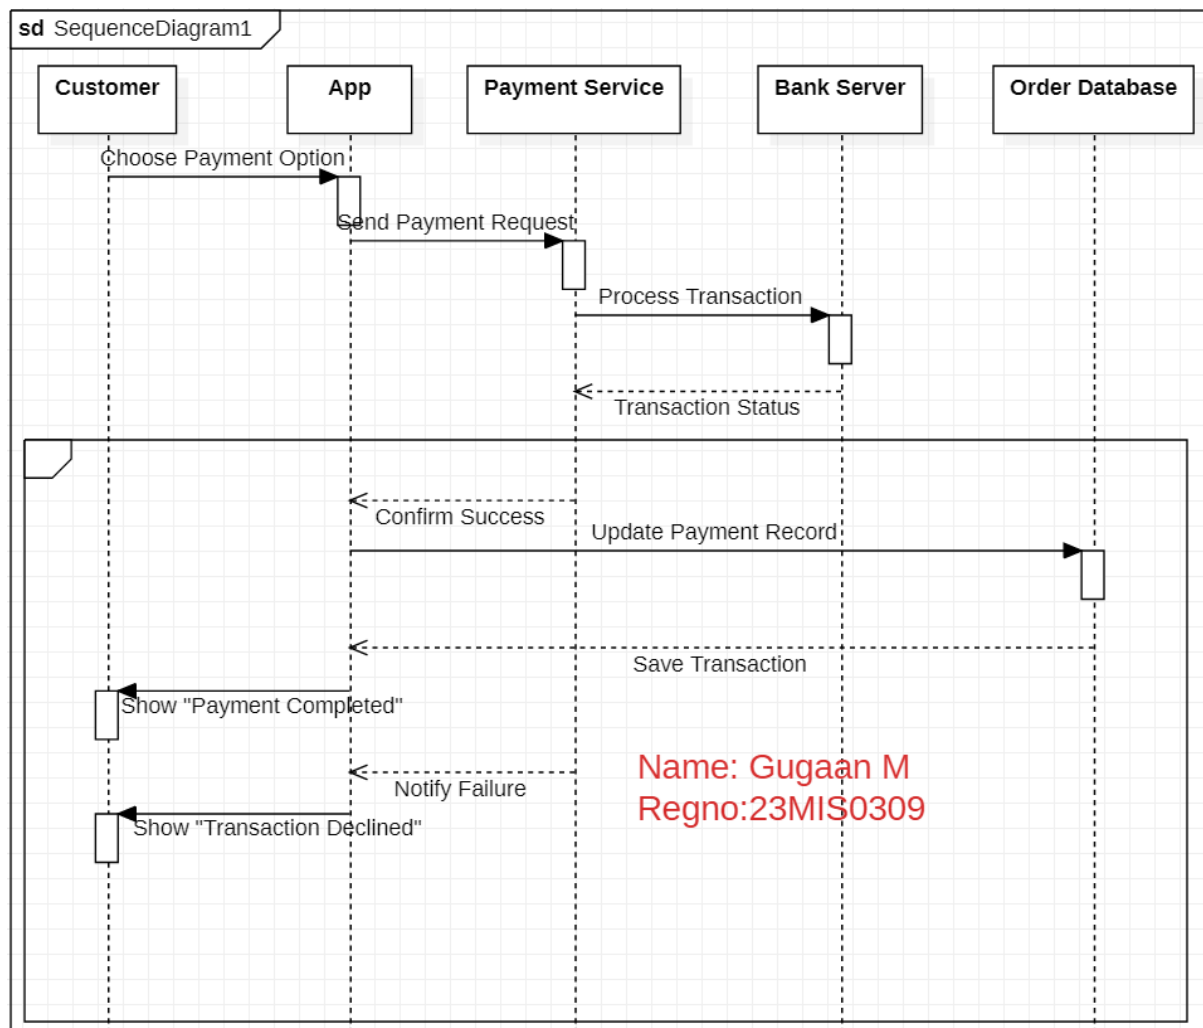 sd SequenceDiagram1
Customer
App
Payment Service
Bank Server
Order Database
Choose Payment Option
Send Payment Request
Process Transaction
Transaction Status
Confirm Success
Update Payment Record
Save Transaction
Show "Payment Completed"
Name: Gugaan M
Regno:23MIS0309
Notify Failure
Show "Transaction Declined"